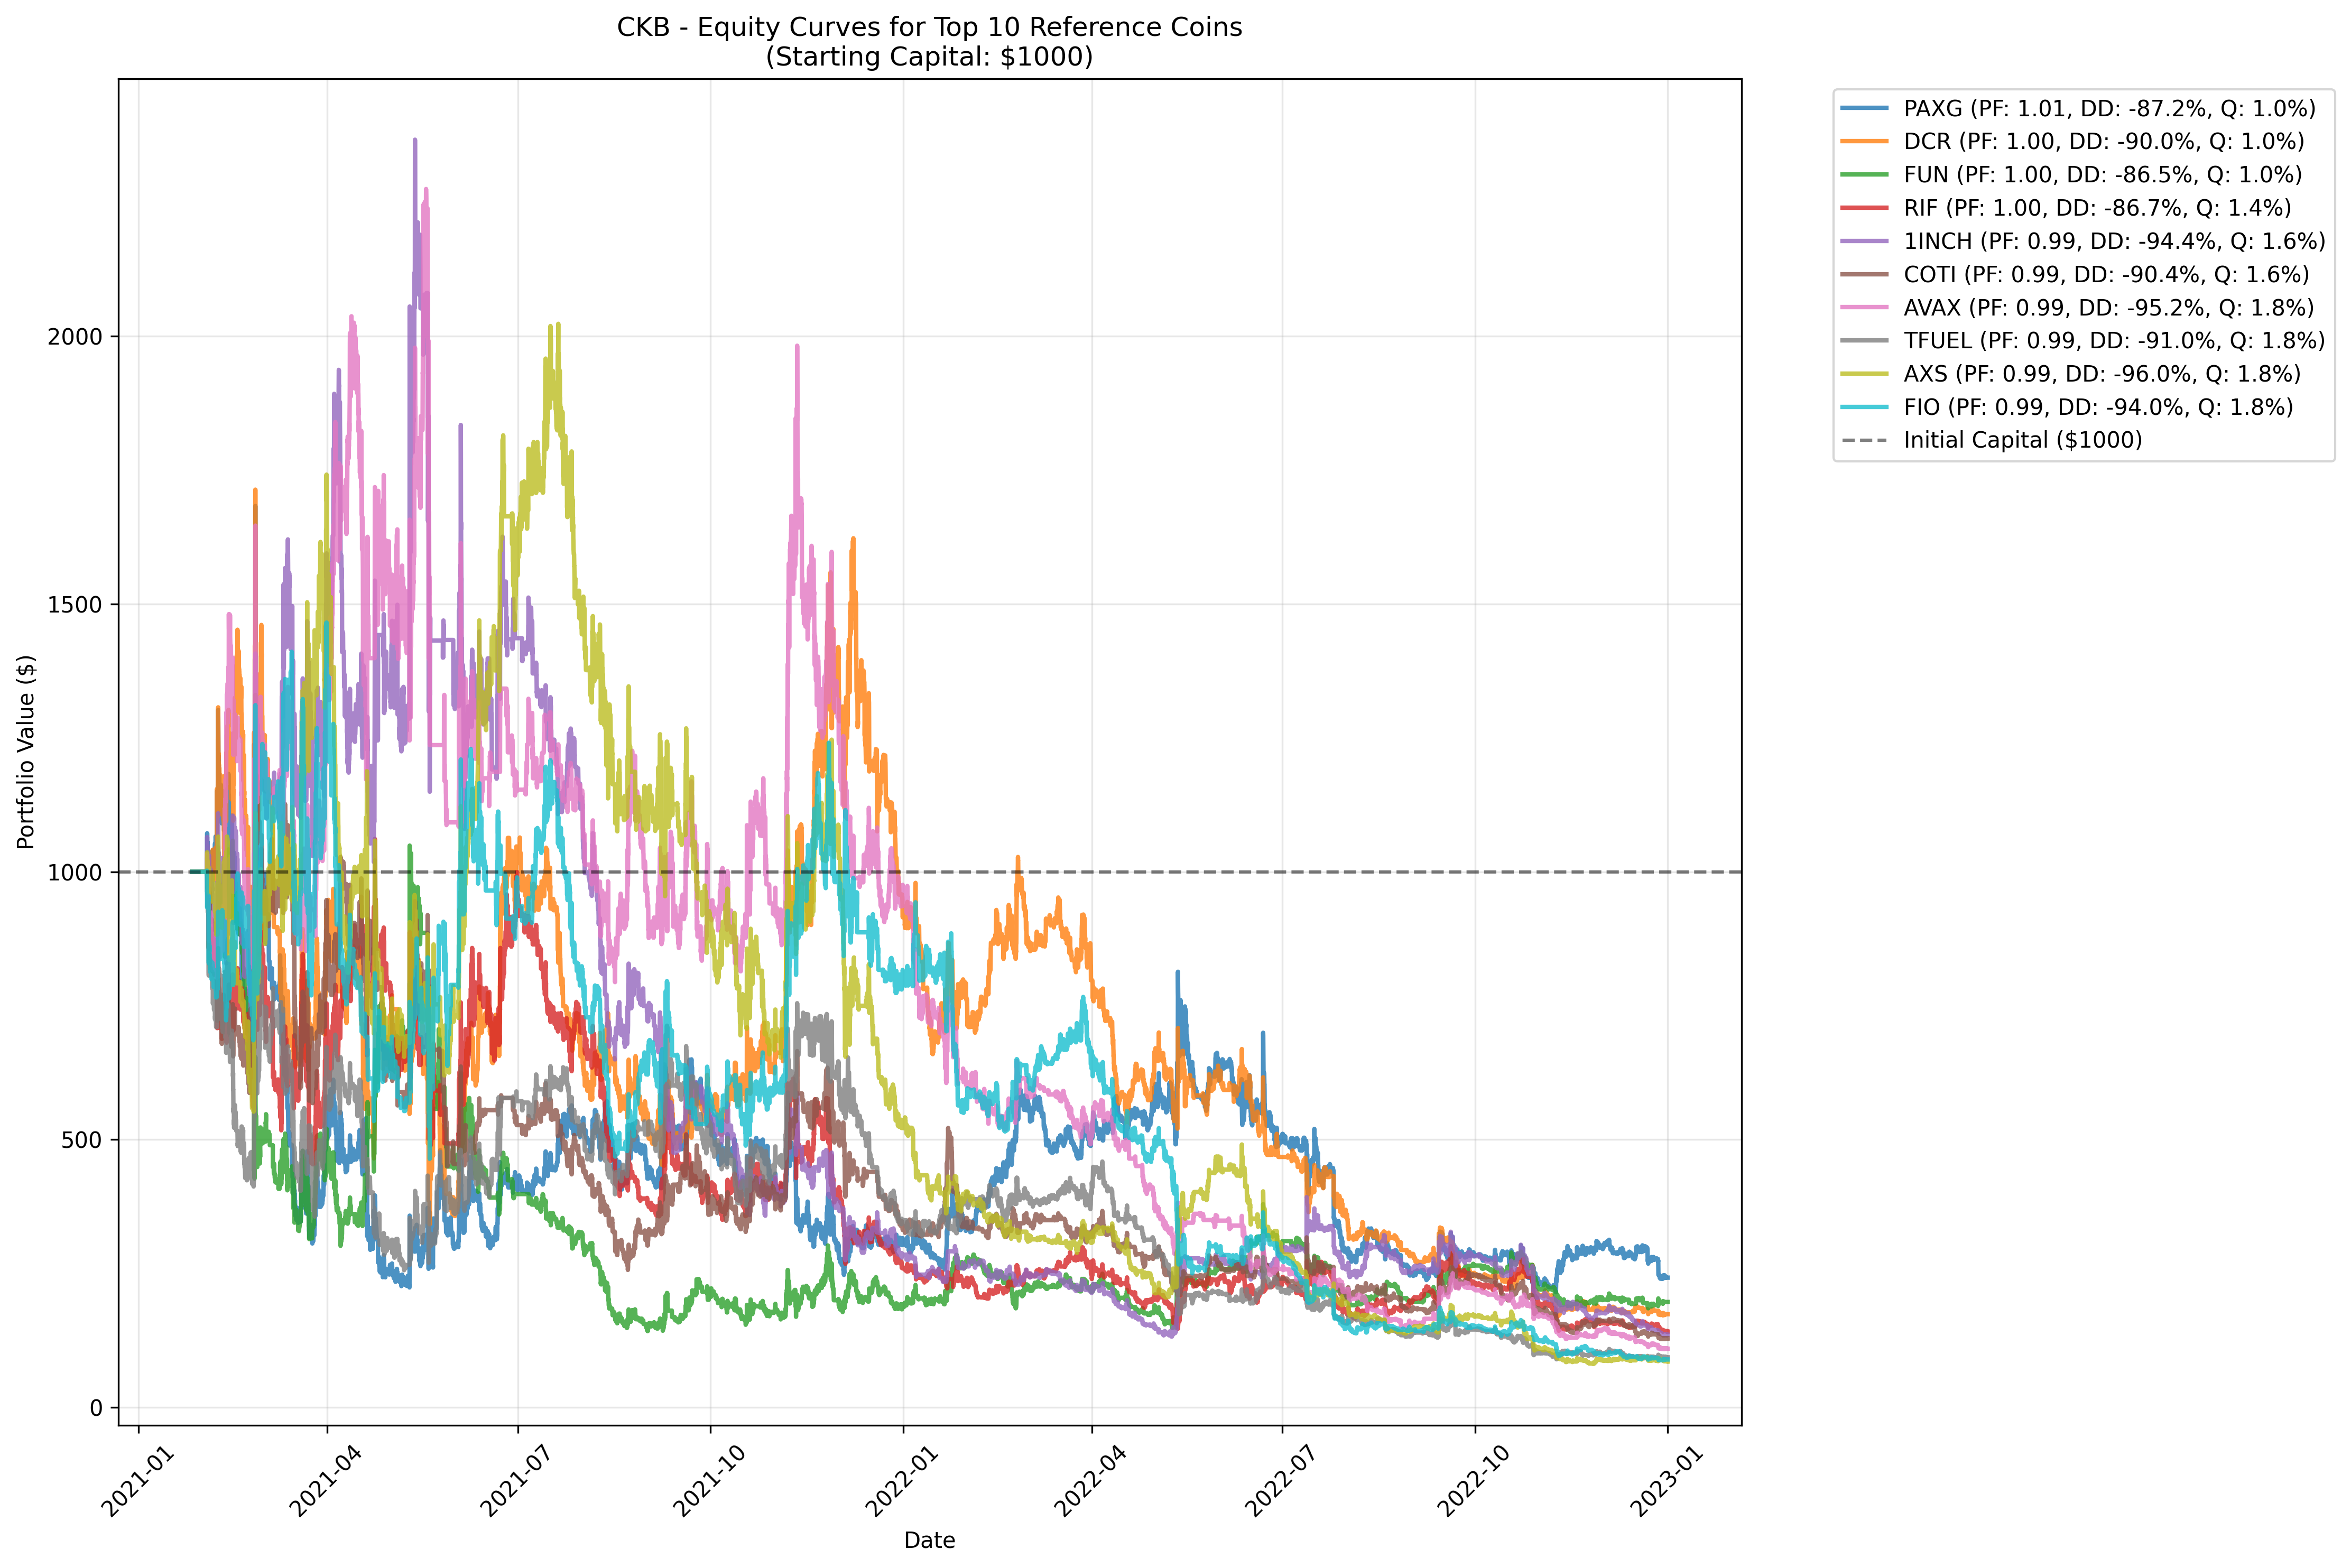 CKB - Equity Curves for Top 10 Reference Coins
(Starting Capital: $1000)
PAXG (PF: 1.01, DD: -87.2%, Q: 1.0%)
DCR (PF: 1.00, DD: -90.0%, Q: 1.0%)
FUN (PF: 1.00, DD: -86.5%, Q: 1.0%)
RIF (PF: 1.00, DD: -86.7%, Q: 1.4%)
1INCH (PF: 0.99, DD: -94.4%, Q: 1.6%)
COTI (PF: 0.99, DD: -90.4%, Q: 1.6%)
AVAX (PF: 0.99, DD: -95.2%, Q: 1.8%)
TFUEL (PF: 0.99, DD: -91.0%, Q: 1.8%)
AXS (PF: 0.99, DD: -96.0%, Q: 1.8%)
FIO (PF: 0.99, DD: -94.0%, Q: 1.8%)
Initial Capital ($1000)
Portfolio Value ($)
2000
1500
1000
500
0
2021-01
2021-04
2021-07
2021-10
2022-01
2022-04
2022-07
2022-10
2023-01
Date